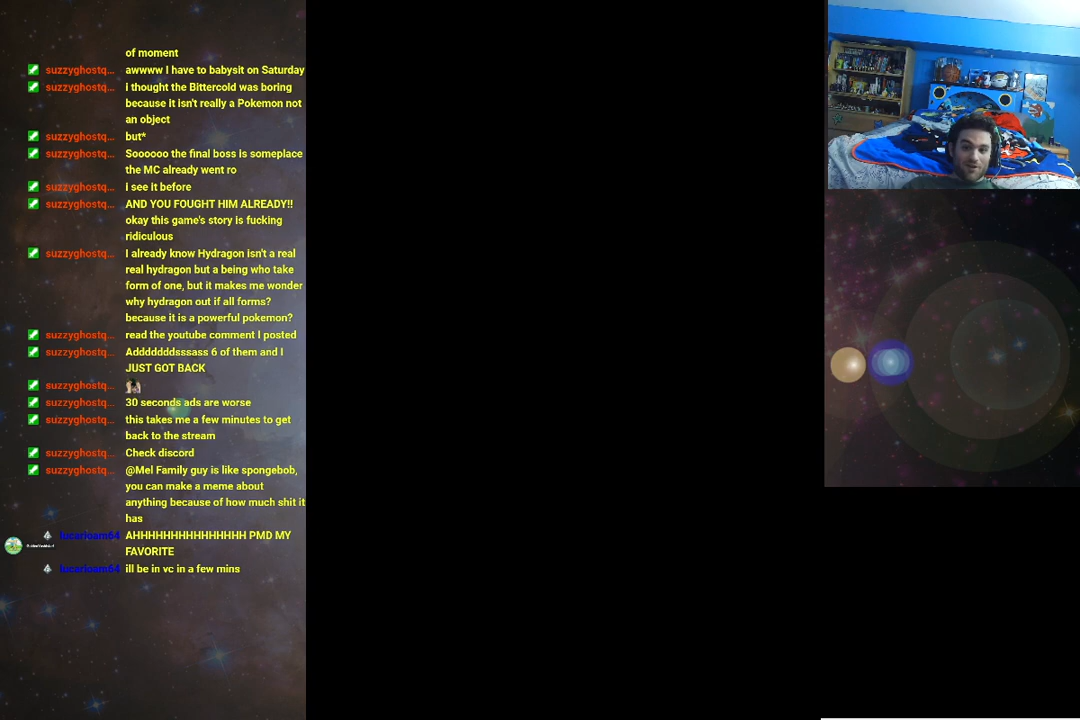 of moment
suzzyghostq... awwww I have to babysit on Saturday
suzzyghostq... i thought the Bittercold was boring
because it isn't really a Pokemon not
an object
suzzyghostq... but*
suzzyghostq... Soooooo the final boss is someplace
the MC already went ro
suzzyghostq... i see it before
suzzyghostq... AND YOU FOUGHT HIM ALREADY!!
okay this game's story is fucking
ridiculous
suzzyghostq... I already know Hydragon isn't a real
real hydragon but a being who take
form of one, but it makes me wonder
why hydragon out if all forms?
because it is a powerful pokemon?
suzzyghostq... read the youtube comment I posted
suzzyghostq... Adddddddsssass 6 of them and I
JUST GOT BACK
suzzyghostq...
suzzyghostq... 30 seconds ads are worse
suzzyghostq... this takes me a few minutes to get
back to the stream
suzzyghostq... Check discord
suzzyghostq... @Mel Family guy is like spongebob,
you can make a meme about
anything because of how much shit it
has
lucarioam64 AHHHHHHHHHHHHHHH PMD MY
FAVORITE
lucarioam64 ill be in vc in a few mins